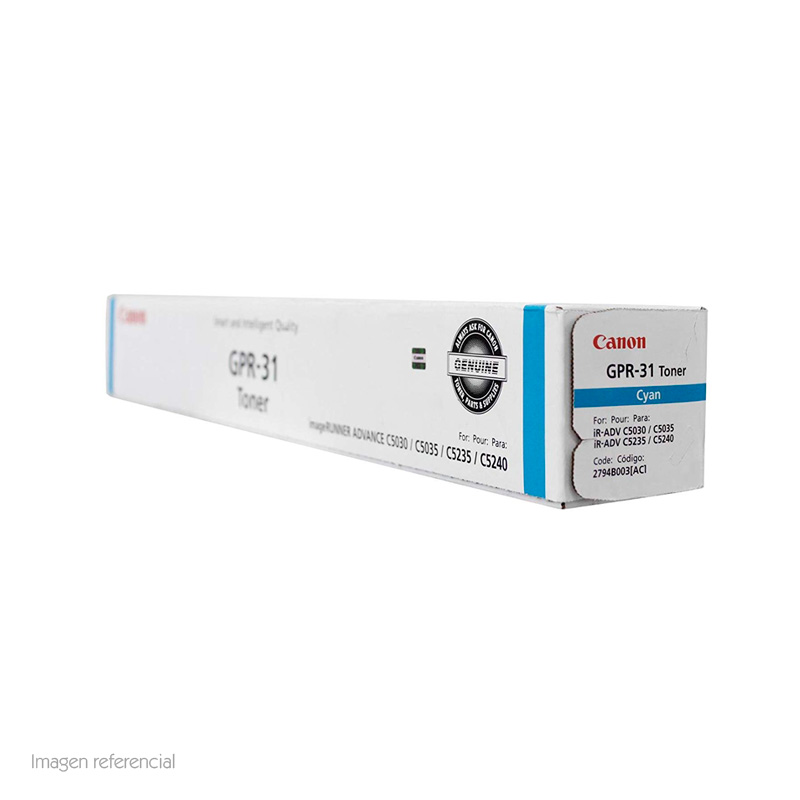 Canon
Smart and Intelligent Quality
GPR-31
Toner
imageRUNNER ADVANCE C5030 / C5035 / C5235 / C5240
For: Pour: Para:
ALWAYS ASK FOR CANON
GENUINE
TONER, PARTS & SUPPLIES
Canon
GPR-31 Toner
Cyan
For: Pour: Para:
iR-ADV C5030 / C5035
iR-ADV C5235 / C5240
Code: Código:
2794B003[AC]
Imagen referencial